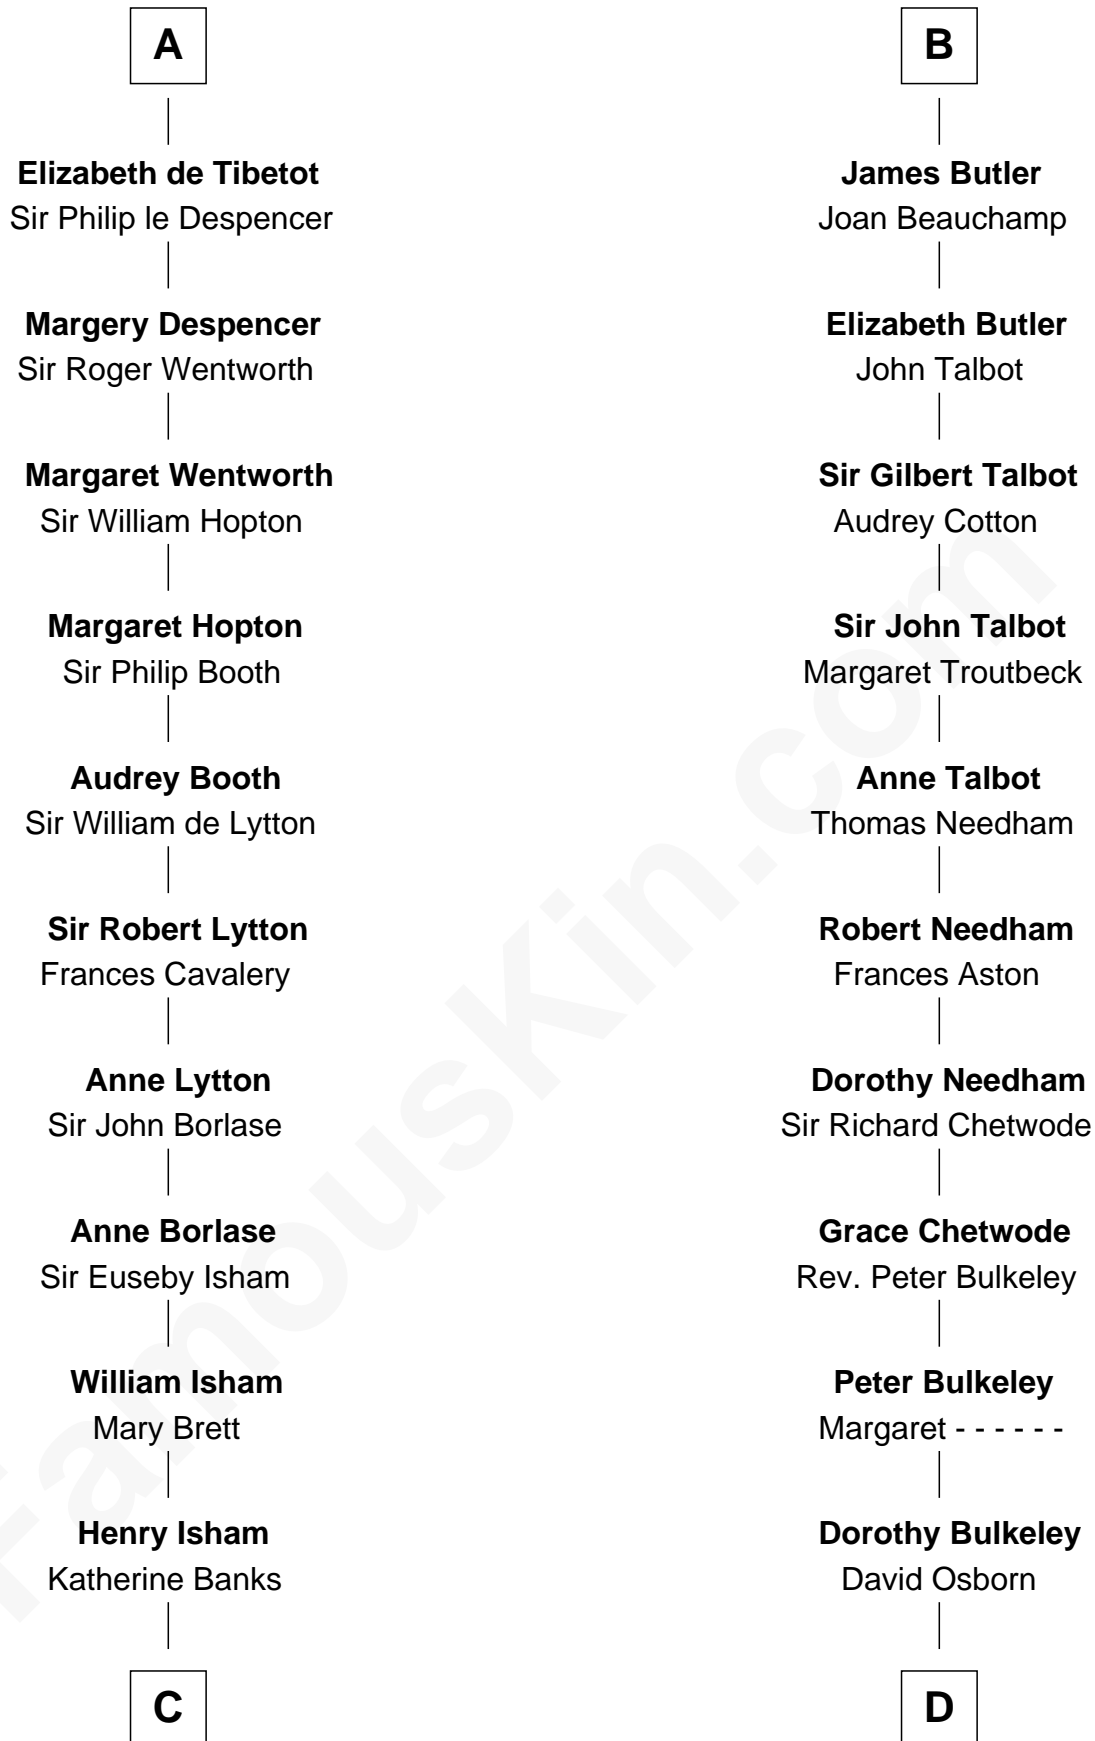 A
Elizabeth de Tibetot
Sir Philip le Despencer
Margery Despencer
Sir Roger Wentworth
Margaret Wentworth
Sir William Hopton
Margaret Hopton
Sir Philip Booth
Audrey Booth
Sir William de Lytton
Sir Robert Lytton
Frances Cavalery
Anne Lytton
Sir John Borlase
Anne Borlase
Sir Euseby Isham
William Isham
Mary Brett
Henry Isham
Katherine Banks
C
B
James Butler
Joan Beauchamp
Elizabeth Butler
John Talbot
Sir Gilbert Talbot
Audrey Cotton
Sir John Talbot
Margaret Troutbeck
Anne Talbot
Thomas Needham
Robert Needham
Frances Aston
Dorothy Needham
Sir Richard Chetwode
Grace Chetwode
Rev. Peter Bulkeley
Peter Bulkeley
Margaret - - - - - -
Dorothy Bulkeley
David Osborn
D
FamousKin.com